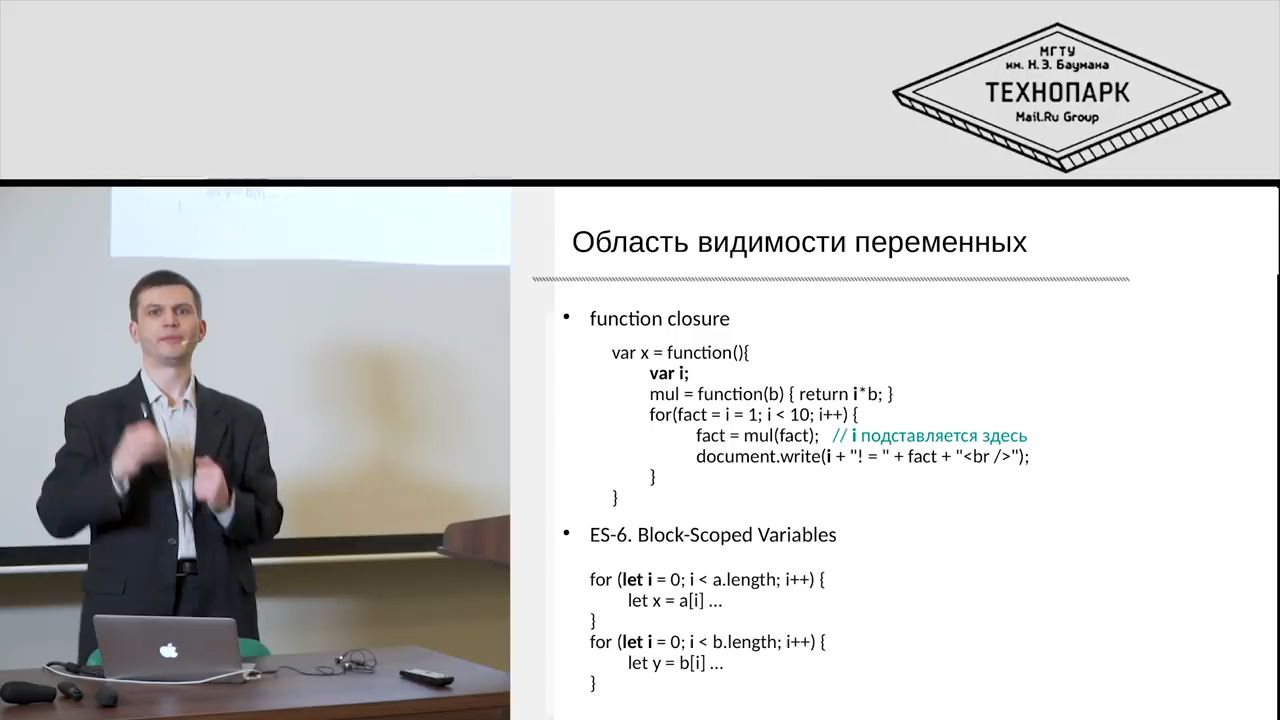 МГТУ
им. Н.Э. Баумана
ТЕХНОПАРК
Mail.Ru Group
Область видимости переменных
• function closure
var x = function(){
var i;
mul = function(b) { return i*b; }
for(fact = i = 1; i < 10; i++) {
fact = mul(fact); // i подставляется здесь
document.write(i + "! = " + fact + "<br />");
}
}
• ES-6. Block-Scoped Variables
for (let i = 0; i < a.length; i++) {
let x = a[i] ...
}
for (let i = 0; i < b.length; i++) {
let y = b[i] ...
}